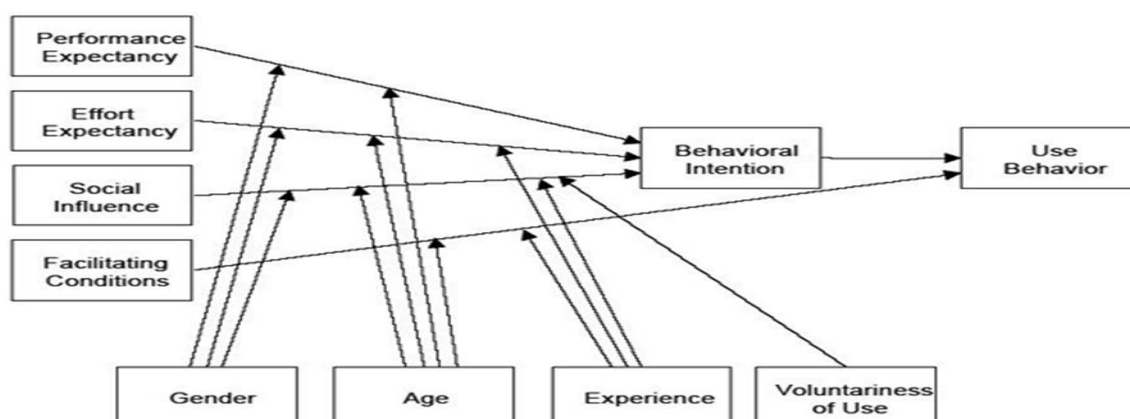 Performance
Expectancy
Effort
Expectancy
Social
Influence
Facilitating
Conditions
Behavioral
Intention
Use
Behavior
Gender
Age
Experience
Voluntariness
of Use